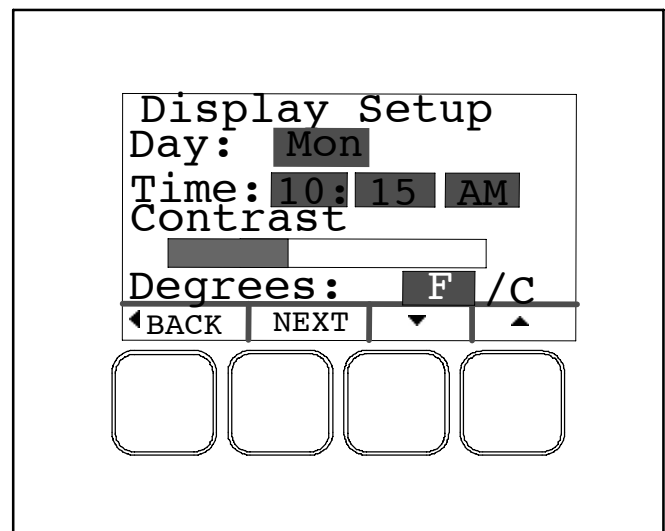 Display Setup
Day: Mon
Time: 10: 15 AM
Contrast
Degrees: F /C
BACK NEXT